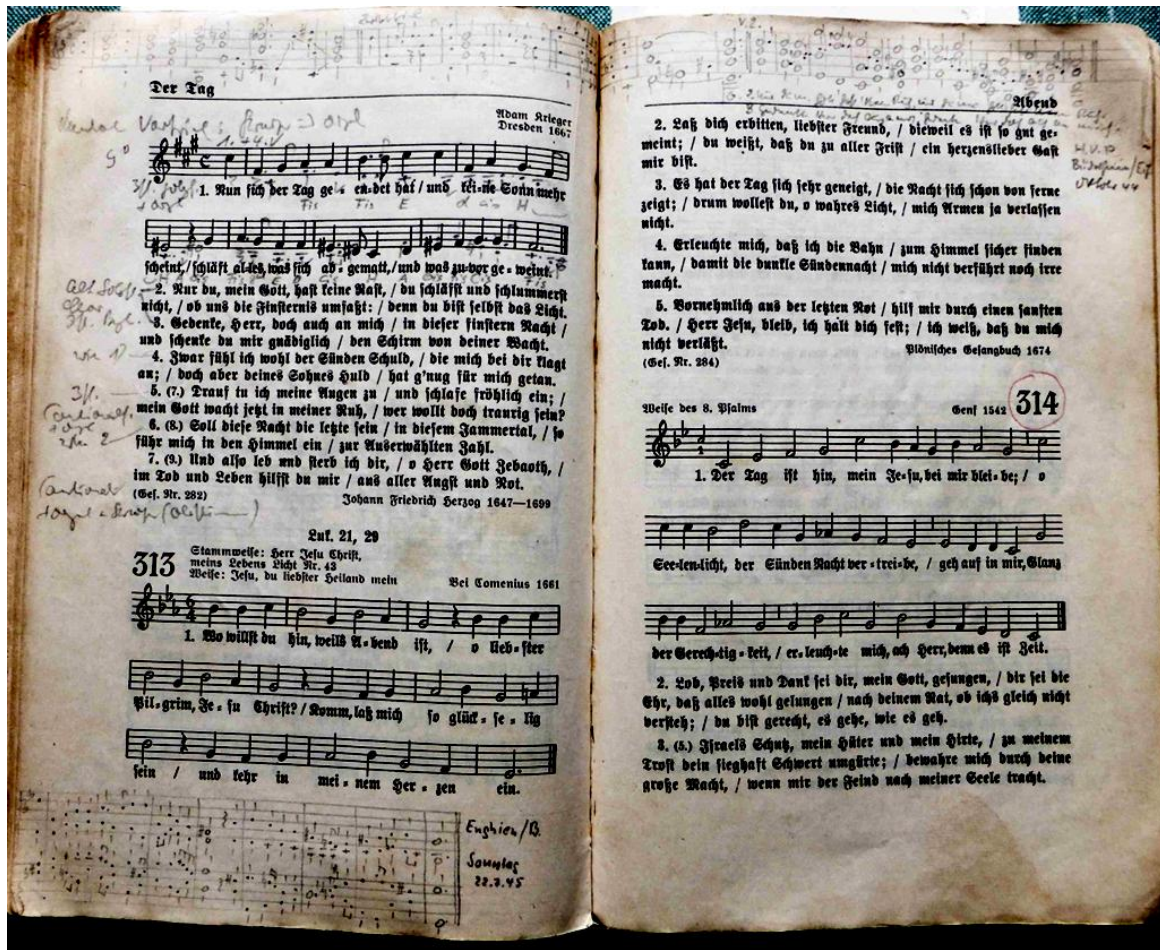 Der Tag
Adam Krieger
Dresden 1667
1. Nun sich der Tag ge- en-det hat / und kei-ne Sonn mehr
Fis Fis E H
scheint, / schläft al-les, was sich ab-gematt, / und was zu-vor ge-weint.
2. Nur du, mein Gott, hast keine Rast, / du schläfst und schlummerst
nicht, / ob uns die Finsternis umfaßt: / denn du bist selbst das Licht.
3. Gedenke, Herr, doch auch an mich / in dieser finstern Nacht /
und schenke du mir gnädiglich / den Schirm von deiner Wacht.
4. Zwar fühl ich wohl der Sünden Schuld, / die mich bei dir klagt
an; / doch aber deines Sohnes Huld / hat g'nug für mich getan.
5. (7.) Drauf tu ich meine Augen zu / und schlafe fröhlich ein; /
mein Gott wacht jetzt in meiner Ruh, / wer wollt doch traurig sein?
6. (8.) Soll diese Nacht die letzte sein / in diesem Jammertal, / so
führ mich in den Himmel ein / zur Auserwählten Zahl.
7. (9.) Und also leb und sterb ich dir, / o Herr Gott Zebaoth, /
im Tod und Leben hilfst du mir / aus aller Angst und Not.
(Ges. Nr. 282)
Johann Friedrich Herzog 1647—1699
Luk. 21, 29
313
Stammweise: Herr Jesu Christ,
meins Lebens Licht Nr. 43
Weise: Jesu, du liebster Heiland mein
Bei Comenius 1661
1. Wo willst du hin, weils A-bend ist, / o lieb-ster
Pil-grim, Je-su Christ? / Komm, laß mich so glück-se-lig
sein / und kehr in mei-nem Her-zen ein.
Enghien/B.
Sonntag
22.7.45
Abend
2. Laß dich erbitten, liebster Freund, / dieweil es ist so gut ge-
meint; / du weißt, daß du zu aller Frist / ein herzenslieber Gast
mir bist.
3. Es hat der Tag sich sehr geneigt, / die Nacht sich schon von ferne
zeigt; / drum wollest du, o wahres Licht, / mich Armen ja verlassen
nicht.
4. Erleuchte mich, daß ich die Bahn / zum Himmel sicher finden
kann, / damit die dunkle Sündennacht / mich nicht verführt noch irre
macht.
5. Vornehmlich aus der letzten Not / hilf mir durch einen sanften
Tod. / Herr Jesu, bleib, ich halt dich fest; / ich weiß, daß du mich
nicht verläßt.
Plönisches Gesangbuch 1674
(Ges. Nr. 284)
Weise des 8. Psalms
Genf 1542
314
1. Der Tag ist hin, mein Je-su, bei mir blei-be; / o
See-len-licht, der Sünden Nacht ver-trei-be, / geh auf in mir, Glanz
der Gerech-tig-keit, / er-leuch-te mich, ach Herr, denn es ist Zeit.
2. Lob, Preis und Dank sei dir, mein Gott, gesungen, / dir sei die
Ehr, daß alles wohl gelungen / nach deinem Rat, ob ichs gleich nicht
versteh; / du bist gerecht, es gehe, wie es geh.
3. (5.) Israels Schutz, mein Hüter und mein Hirte, / zu meinem
Trost dein sieghaft Schwert umgürte; / bewahre mich durch deine
große Macht, / wenn mir der Feind nach meiner Seele tracht.